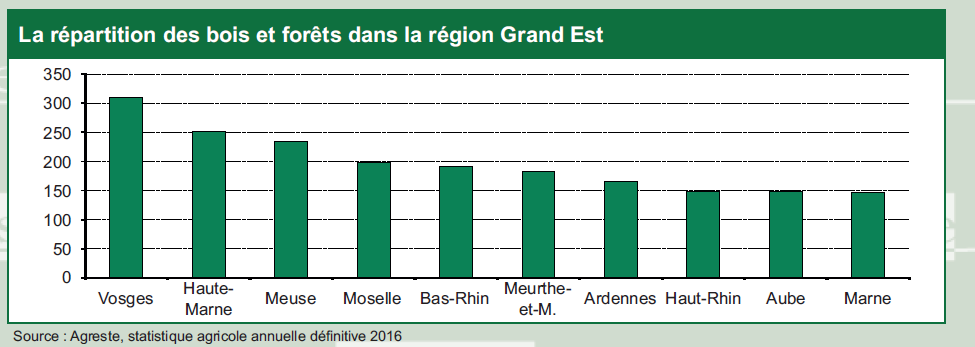 La répartition des bois et forêts dans la région Grand Est
350
300
250
200
150
100
50
0
Vosges
Haute-
Marne
Meuse
Moselle
Bas-Rhin
Meurthe-
et-M.
Ardennes
Haut-Rhin
Aube
Marne
Source : Agreste, statistique agricole annuelle définitive 2016